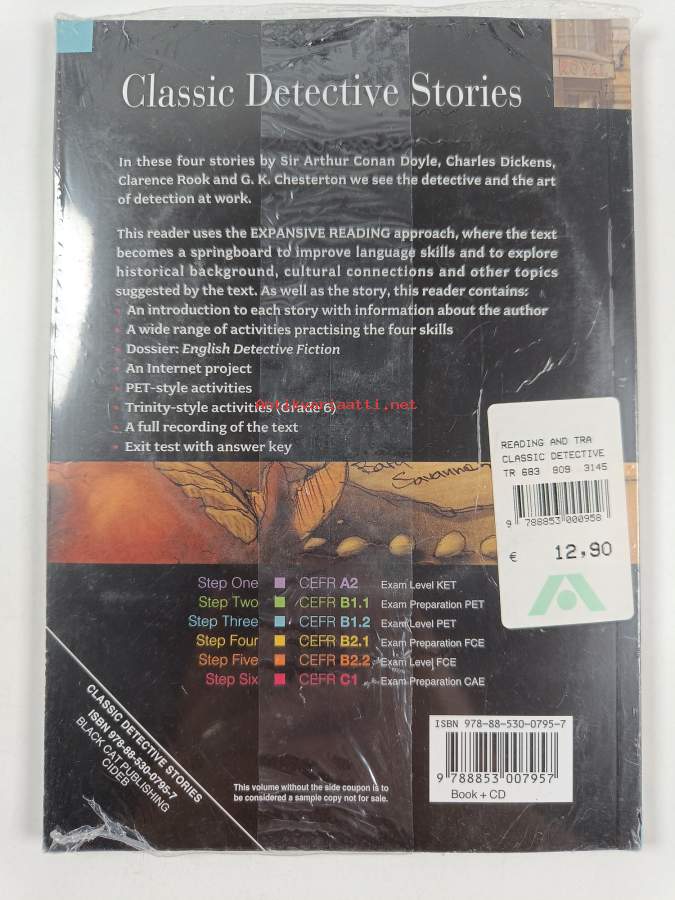 ROYAL
Classic Detective Stories
In these four stories by Sir Arthur Conan Doyle, Charles Dickens,
Clarence Rook and G. K. Chesterton we see the detective and the art
of detection at work.
This reader uses the EXPANSIVE READING approach, where the text
becomes a springboard to improve language skills and to explore
historical background, cultural connections and other topics
suggested by the text. As well as the story, this reader contains:
· An introduction to each story with information about the author
· A wide range of activities practising the four skills
· Dossier: English Detective Fiction
· An Internet project
· PET-style activities
· Trinity-style activities (Grade 6)
· A full recording of the text
· Exit test with answer key
Antikvariaatti.net
READING AND TRA
CLASSIC DETECTIVE
TR 683 809 3145
9 788853 000958
€ 12,90
Savanna
Step One CEFR A2 Exam Level KET
Step Two CEFR B1.1 Exam Preparation PET
Step Three CEFR B1.2 Exam Level PET
Step Four CEFR B2.1 Exam Preparation FCE
Step Five CEFR B2.2 Exam Level FCE
Step Six CEFR C1 Exam Preparation CAE
CLASSIC DETECTIVE STORIES
ISBN 978-88-530-0795-7
BLACK CAT PUBLISHING
CIDEB
This volume without the side coupon is to
be considered a sample copy not for sale.
ISBN 978-88-530-0795-7
9 788853 007957
Book + CD